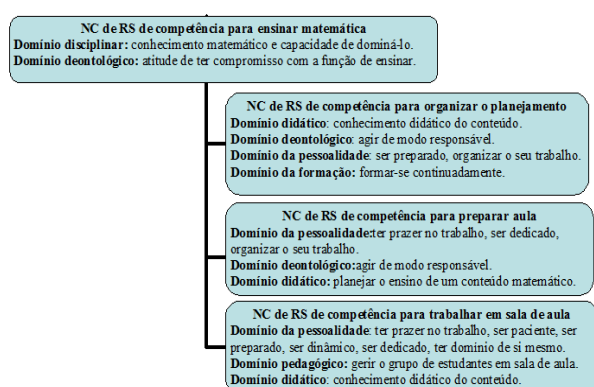 NC de RS de competência para ensinar matemática
Domínio disciplinar: conhecimento matemático e capacidade de dominá-lo.
Domínio deontológico: atitude de ter compromisso com a função de ensinar.
NC de RS de competência para organizar o planejamento
Domínio didático: conhecimento didático do conteúdo.
Domínio deontológico: agir de modo responsável.
Domínio da pessoalidade: ser preparado, organizar o seu trabalho.
Domínio da formação: formar-se continuadamente.
NC de RS de competência para preparar aula
Domínio da pessoalidade:ter prazer no trabalho, ser dedicado,
organizar o seu trabalho.
Domínio deontológico:agir de modo responsável.
Domínio didático: planejar o ensino de um conteúdo matemático.
NC de RS de competência para trabalhar em sala de aula
Domínio da pessoalidade: ter prazer no trabalho, ser paciente, ser
preparado, ser dinâmico, ser dedicado, ter domínio de si mesmo.
Domínio pedagógico: gerir o grupo de estudantes em sala de aula.
Domínio didático: conhecimento didático do conteúdo.